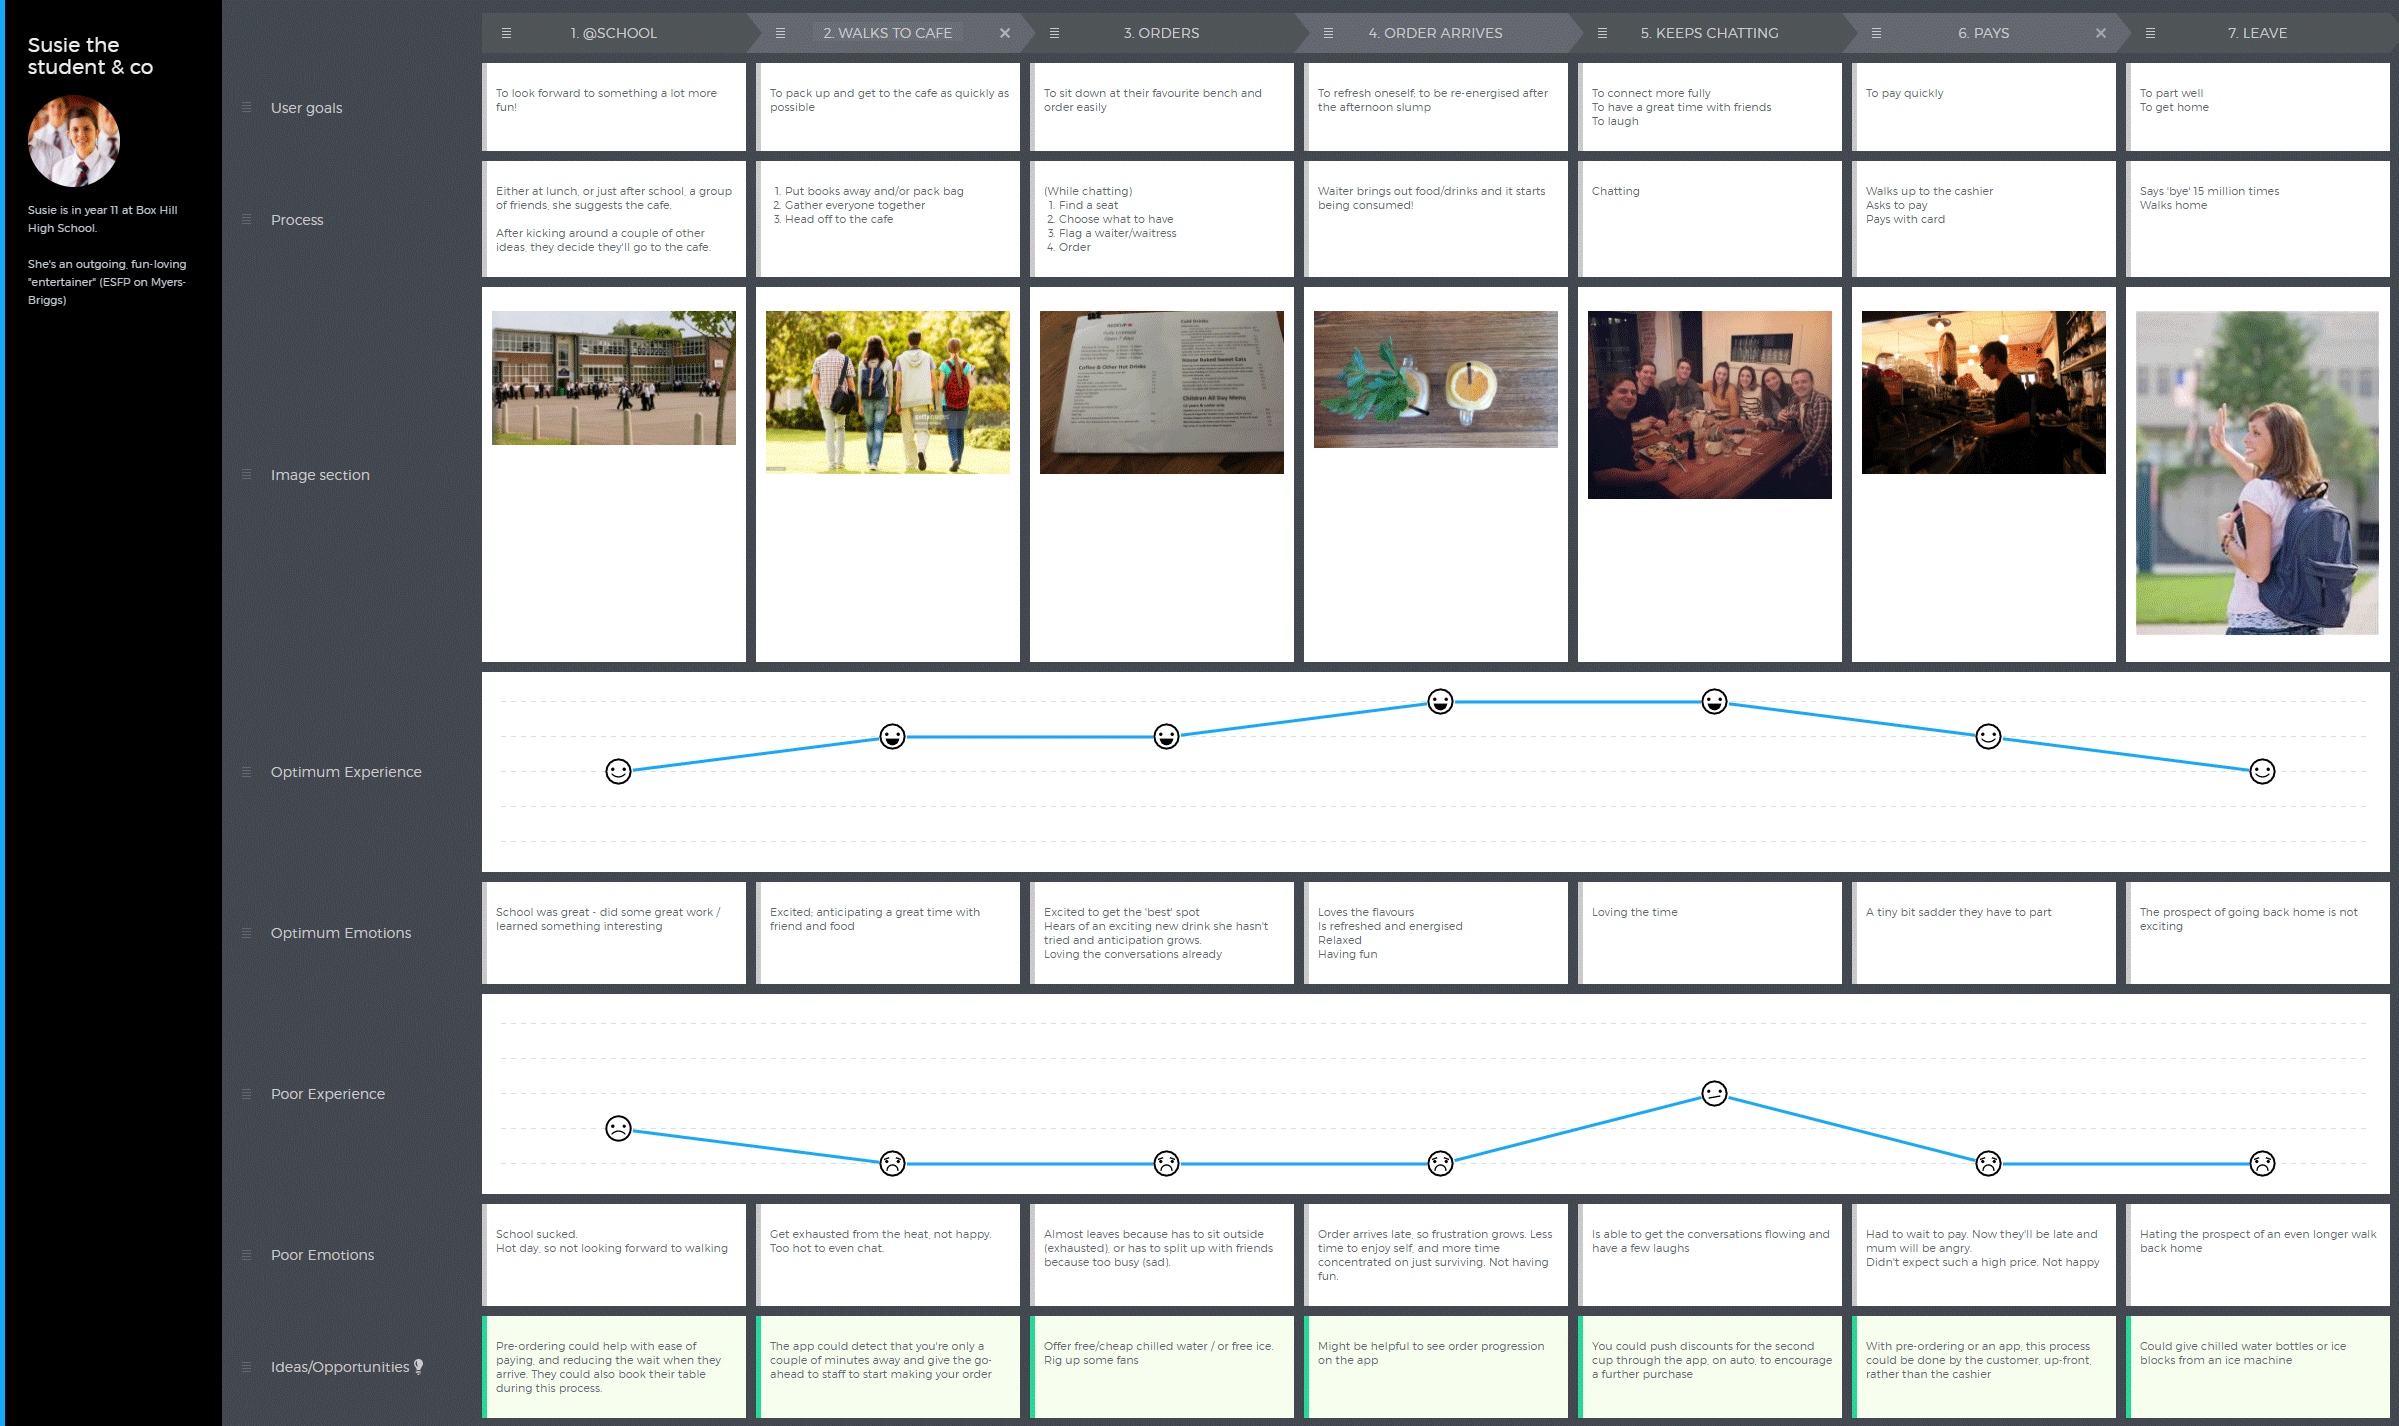 Susie the
student & co
Susie is in year 11 at Box Hill
High School.
She's an outgoing, fun-loving
"entertainer" (ESFP on Myers-
Briggs)
1. @SCHOOL
2. WALKS TO CAFE
3. ORDERS
4. ORDER ARRIVES
5. KEEPS CHATTING
6. PAYS
7. LEAVE
User goals
To look forward to something a lot more
fun!
To pack up and get to the cafe as quickly as
possible
To sit down at their favourite bench and
order easily
To refresh oneself; to be re-energised after
the afternoon slump
To connect more fully
To have a great time with friends
To laugh
To pay quickly
To part well
To get home
Process
Either at lunch, or just after school, a group
of friends, she suggests the cafe.
After kicking around a couple of other
ideas, they decide they'll go to the cafe.
1. Put books away and/or pack bag
2. Gather everyone together
3. Head off to the cafe
(While chatting)
1. Find a seat
2. Choose what to have
3. Flag a waiter/waitress
4. Order
Waiter brings out food/drinks and it starts
being consumed!
Chatting
Walks up to the cashier
Asks to pay
Pays with card
Says 'bye' 15 million times
Walks home
Image section
Cold Drinks
House Baked Sweet Eats
Coffee & Other Hot Drinks
Children All Day Menu
Optimum Experience
Optimum Emotions
School was great - did some great work /
learned something interesting
Excited; anticipating a great time with
friend and food
Excited to get the 'best' spot
Hears of an exciting new drink she hasn't
tried and anticipation grows.
Loving the conversations already
Loves the flavours
Is refreshed and energised
Relaxed
Having fun
Loving the time
A tiny bit sadder they have to part
The prospect of going back home is not
exciting
Poor Experience
Poor Emotions
School sucked.
Hot day, so not looking forward to walking
Get exhausted from the heat, not happy.
Too hot to even chat.
Almost leaves because has to sit outside
(exhausted), or has to split up with friends
because too busy (sad).
Order arrives late, so frustration grows. Less
time to enjoy self, and more time
concentrated on just surviving. Not having
fun.
Is able to get the conversations flowing and
have a few laughs
Had to wait to pay. Now they'll be late and
mum will be angry.
Didn't expect such a high price. Not happy
Hating the prospect of an even longer walk
back home
Ideas/Opportunities
Pre-ordering could help with ease of
paying, and reducing the wait when they
arrive. They could also book their table
during this process.
The app could detect that you're only a
couple of minutes away and give the go-
ahead to staff to start making your order
Offer free/cheap chilled water / or free ice.
Rig up some fans
Might be helpful to see order progression
on the app
You could push discounts for the second
cup through the app, on auto, to encourage
a further purchase
With pre-ordering or an app, this process
could be done by the customer, up-front,
rather than the cashier
Could give chilled water bottles or ice
blocks from an ice machine